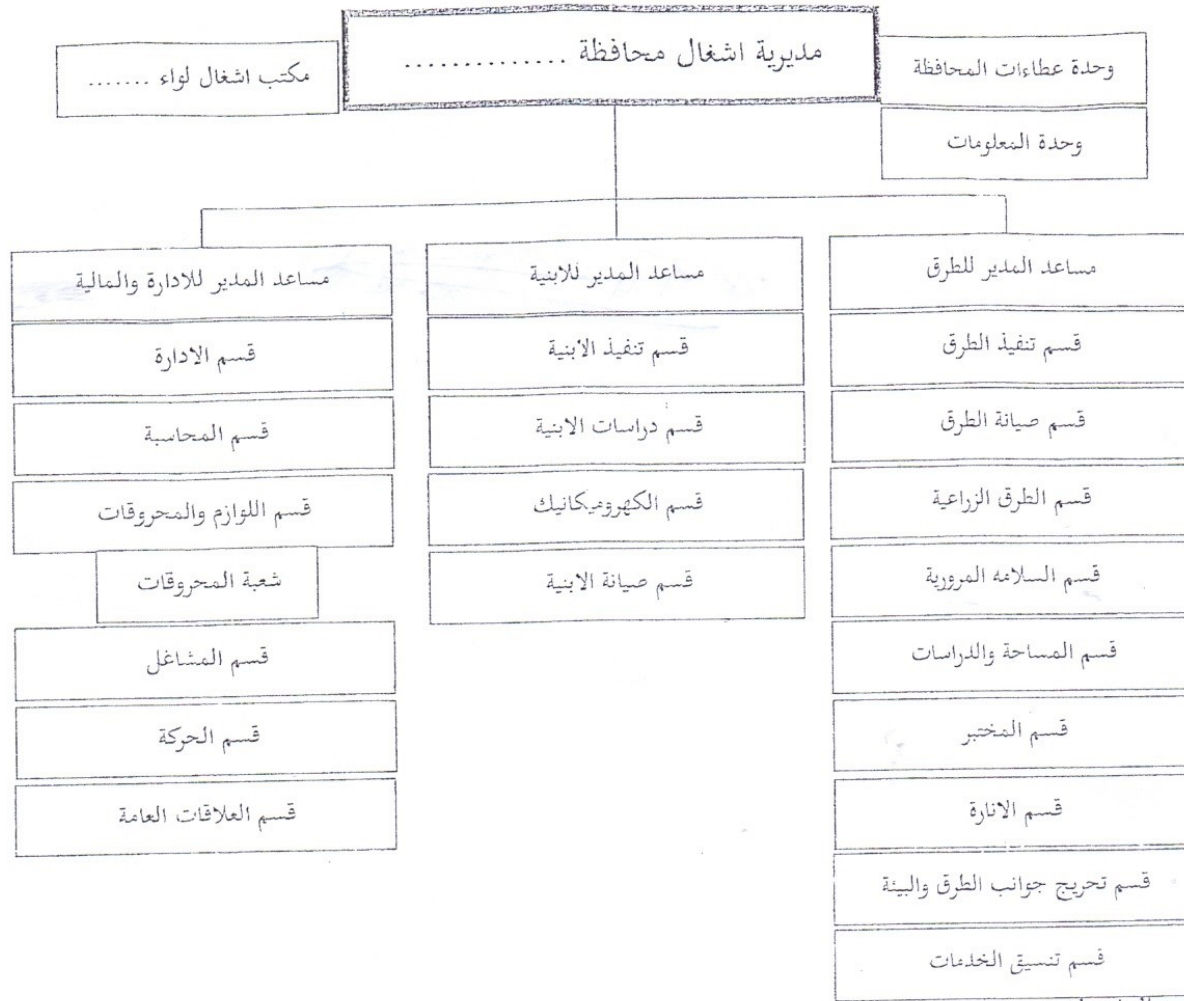 مديرية اشغال محافظة ..............
وحدة عطاءات المحافظة
مكتب اشغال لواء .......
وحدة المعلومات
مساعد المدير للطرق
قسم تنفيذ الطرق
قسم صيانة الطرق
قسم الطرق الزراعية
قسم السلامه المرورية
قسم المساحة والدراسات
قسم المختبر
قسم الانارة
قسم تحريج جوانب الطرق والبيئة
قسم تنسيق الخدمات
مساعد المدير للابنية
قسم تنفيذ الأبنية
قسم دراسات الابنية
قسم الكهروميكانيك
قسم صيانة الابنية
مساعد المدير للادارة والمالية
قسم الادارة
قسم المحاسبة
قسم اللوازم والمحروقات
شعبة المحروقات
قسم المشاغل
قسم الحركة
قسم العلاقات العامة